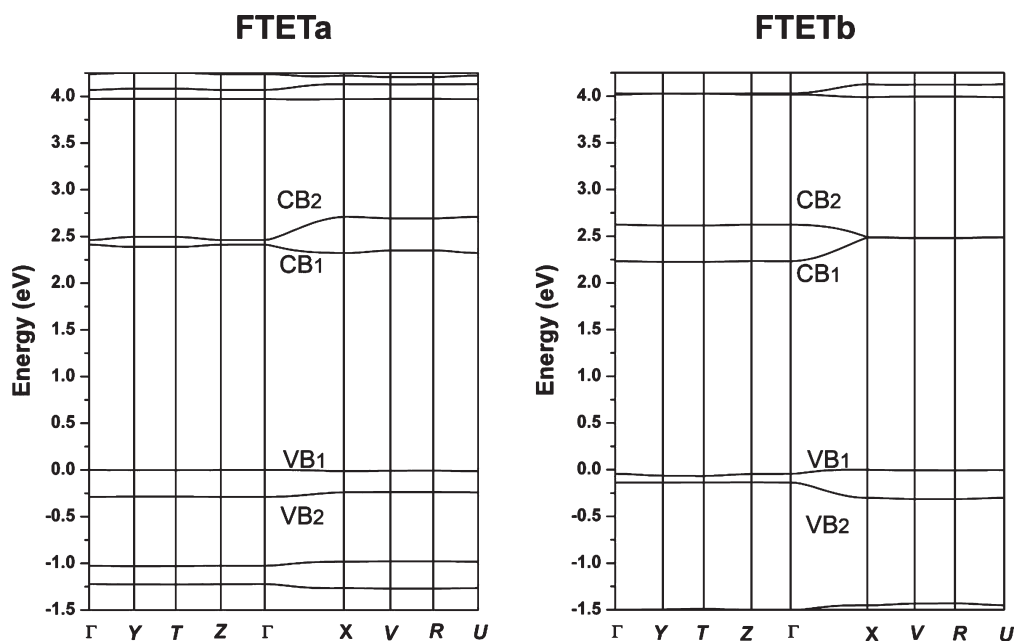 FTETa
FTETb
Energy (eV)
4.0
3.5
3.0
2.5
2.0
1.5
1.0
0.5
0.0
-0.5
-1.0
-1.5
CB2
CB1
VB1
VB2
Γ Y T Z Γ X V R U
Energy (eV)
4.0
3.5
3.0
2.5
2.0
1.5
1.0
0.5
0.0
-0.5
-1.0
-1.5
CB2
CB1
VB1
VB2
Γ Y T Z Γ X V R U